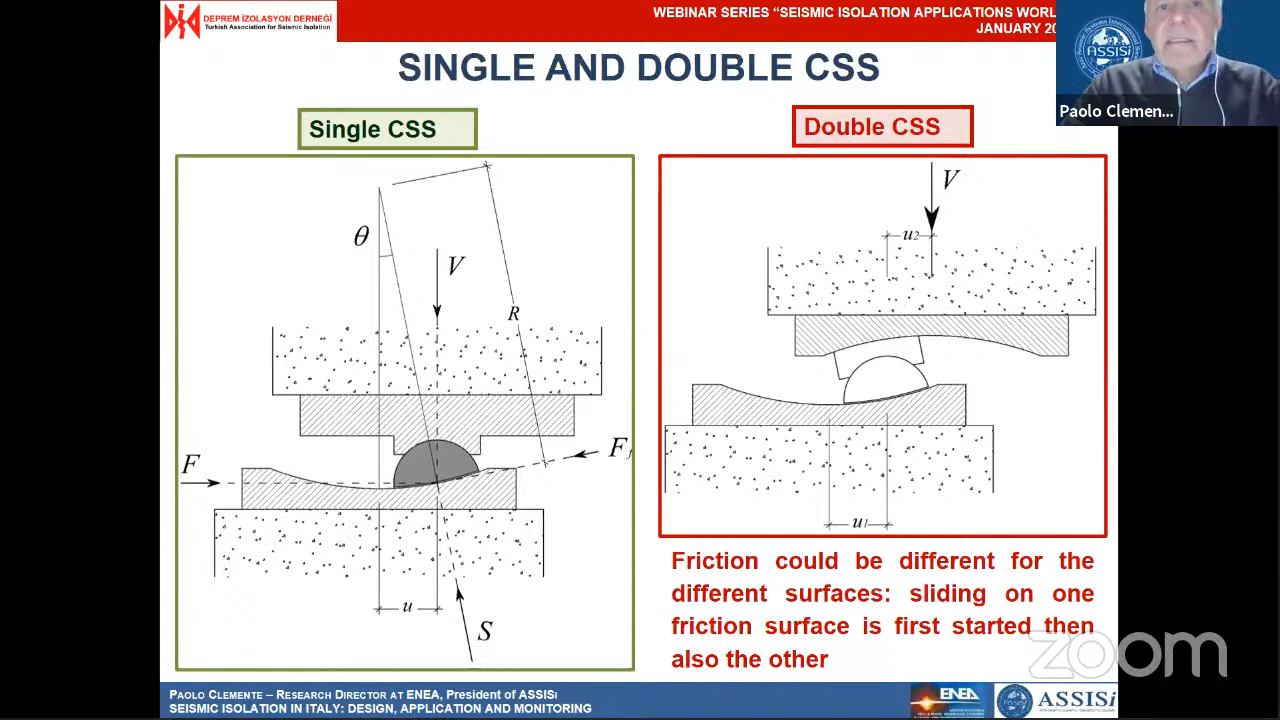 DEPREM İZOLASYON DERNEĞİ
Turkish Association for Seismic Isolation
WEBINAR SERIES “SEISMIC ISOLATION APPLICATIONS
JANUARY
ASSISi
Paolo Clemen...
SINGLE AND DOUBLE CSS
Single CSS
Double CSS
θ
V
R
F
Ff
u
S
V
u2
u1
Friction could be different for the
different surfaces: sliding on one
friction surface is first started then
also the other
zoom
PAOLO CLEMENTE – RESEARCH DIRECTOR AT ENEA, President of ASSISi
SEISMIC ISOLATION IN ITALY: DESIGN, APPLICATION AND MONITORING
ENEA
ASSISi